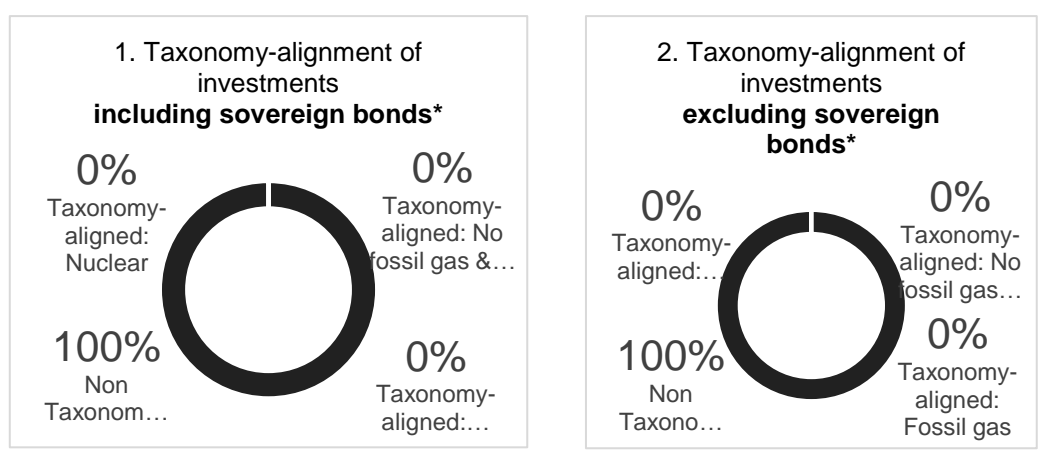 1. Taxonomy-alignment of
investments
including sovereign bonds*
0%
Taxonomy-
aligned:
Nuclear
0%
Taxonomy-
aligned: No
fossil gas &…
100%
Non
Taxonom…
0%
Taxonomy-
aligned:…
2. Taxonomy-alignment of
investments
excluding sovereign
bonds*
0%
Taxonomy-
aligned:…
0%
Taxonomy-
aligned: No
fossil gas…
100%
Non
Taxono…
0%
Taxonomy-
aligned:
Fossil gas